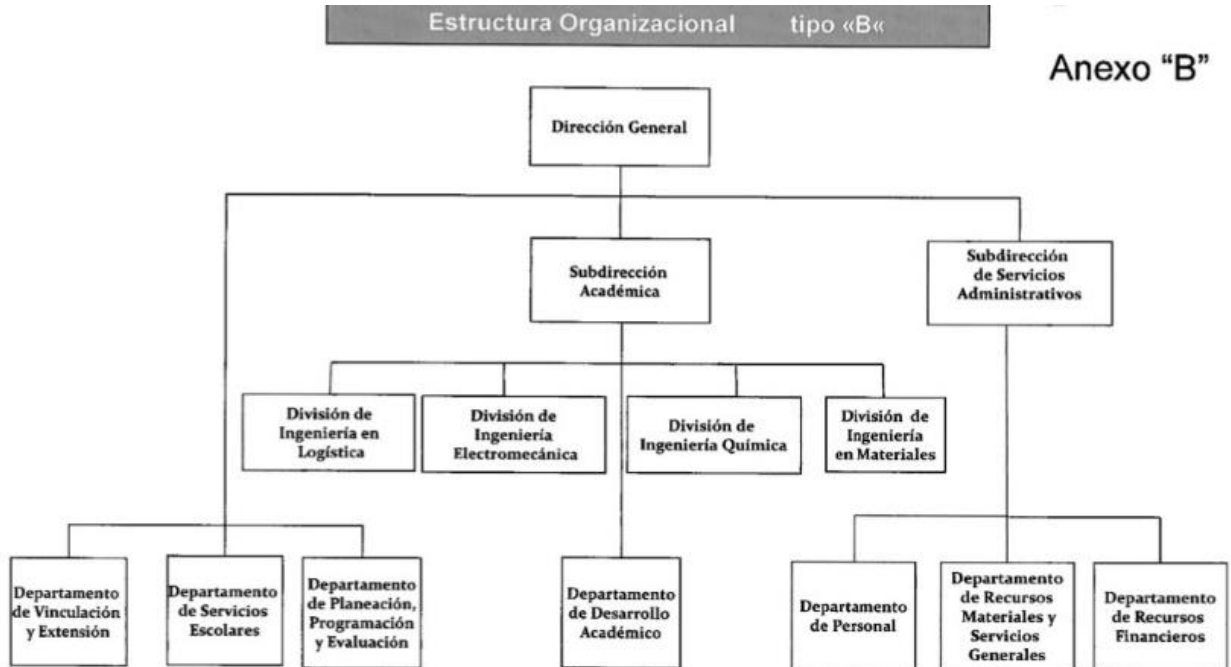 Estructura Organizacional tipo «B«
Anexo “B”
Dirección General
Subdirección
Académica
Subdirección
de Servicios
Administrativos
División de
Ingeniería en
Logística
División de
Ingeniería
Electromecánica
División de
Ingeniería Química
División de
Ingeniería
en Materiales
Departamento
de Vinculación
y Extensión
Departamento
de Servicios
Escolares
Departamento
de Planeación,
Programación
y Evaluación
Departamento
de Desarrollo
Académico
Departamento
de Personal
Departamento
de Recursos
Materiales y
Servicios
Generales
Departamento
de Recursos
Financieros